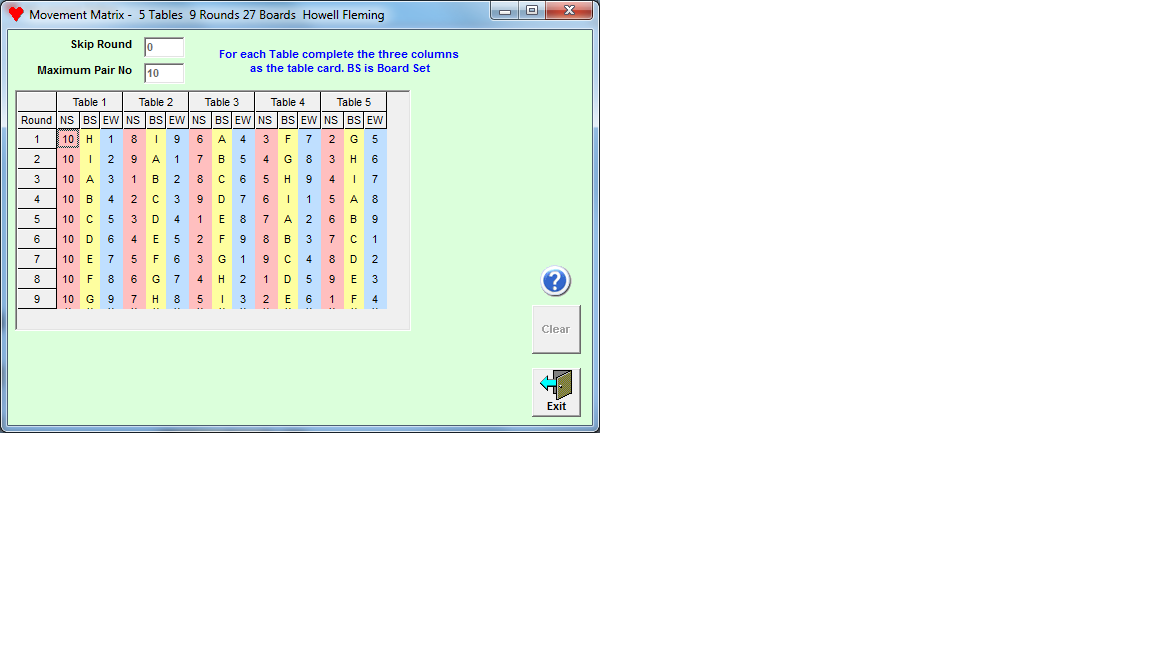 Movement Matrix - 5 Tables 9 Rounds 27 Boards Howell Fleming
Skip Round 0
For each Table complete the three columns
as the table card. BS is Board Set
Maximum Pair No 10
Table 1 Table 2 Table 3 Table 4 Table 5
Round NS BS EW NS BS EW NS BS EW NS BS EW NS BS EW
1 10 H 1 8 I 9 6 A 4 3 F 7 2 G 5
2 10 I 2 9 A 1 7 B 5 4 G 8 3 H 6
3 10 A 3 1 B 2 8 C 6 5 H 9 4 I 7
4 10 B 4 2 C 3 9 D 7 6 I 1 5 A 8
5 10 C 5 3 D 4 1 E 8 7 A 2 6 B 9
6 10 D 6 4 E 5 2 F 9 8 B 3 7 C 1
7 10 E 7 5 F 6 3 G 1 9 C 4 8 D 2
8 10 F 8 6 G 7 4 H 2 1 D 5 9 E 3
9 10 G 9 7 H 8 5 I 3 2 E 6 1 F 4
?
Clear
Exit